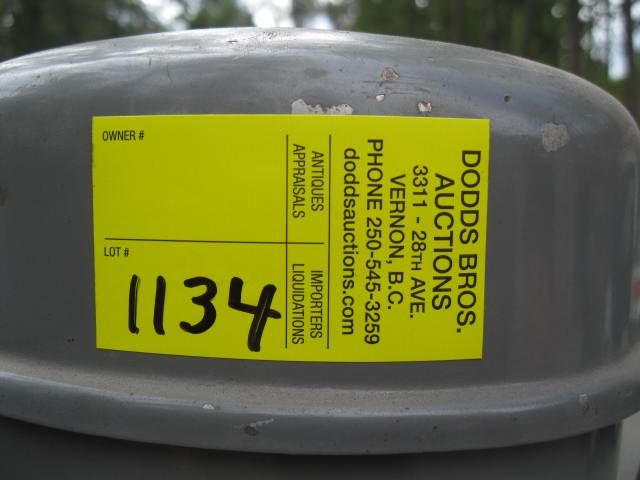 DODDS BROS.
AUCTIONS
3311 - 28TH AVE.
VERNON, B.C.
PHONE 250-545-3259
doddsauctions.com
ANTIQUES
APPRAISALS
IMPORTERS
LIQUIDATIONS
OWNER #
LOT #
1134